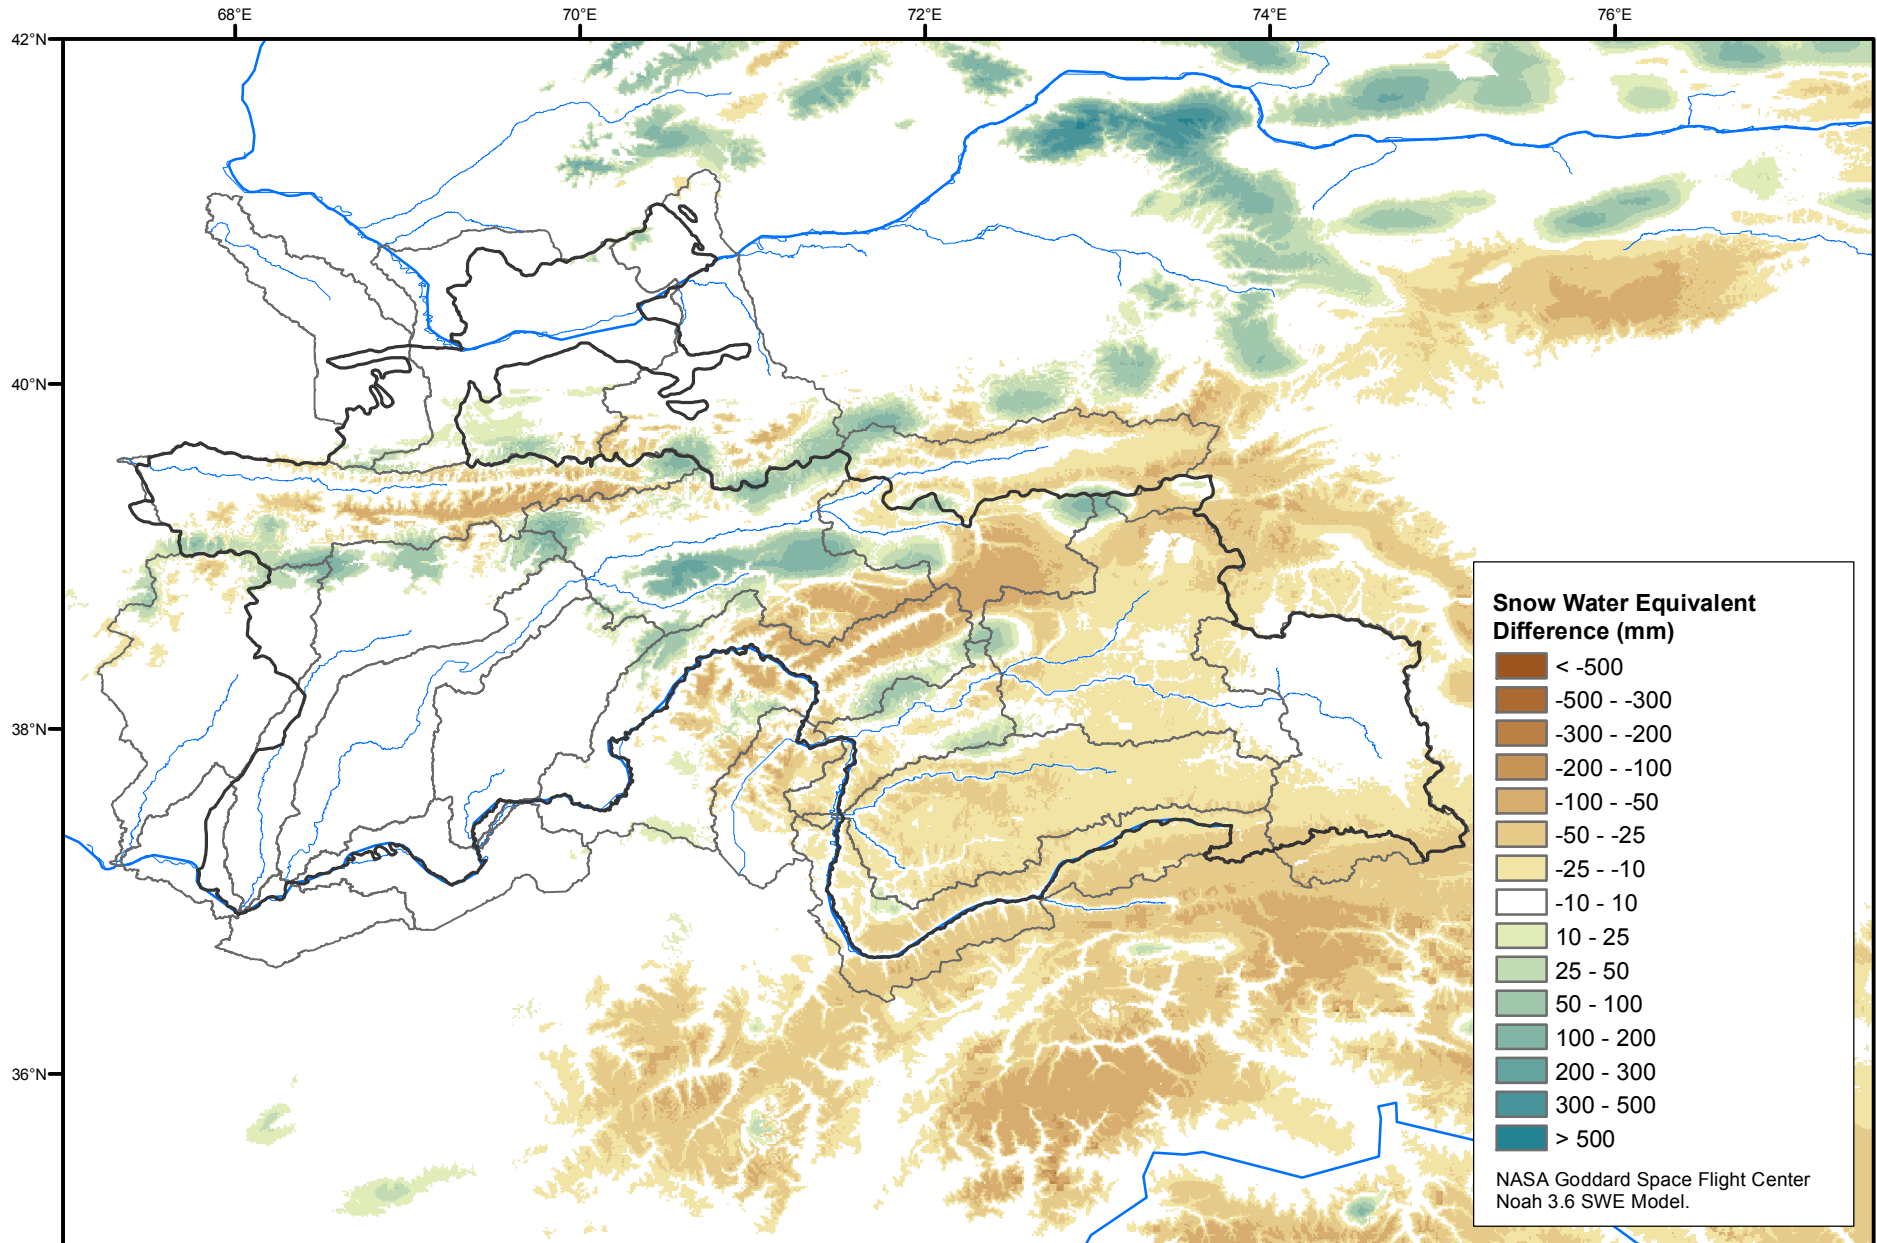 68°E
70°E
72°E
74°E
76°E
42°N
40°N
38°N
36°N
Snow Water Equivalent
Difference (mm)
< -500
-500 - -300
-300 - -200
-200 - -100
-100 - -50
-50 - -25
-25 - -10
-10 - 10
10 - 25
25 - 50
50 - 100
100 - 200
200 - 300
300 - 500
> 500
NASA Goddard Space Flight Center
Noah 3.6 SWE Model.